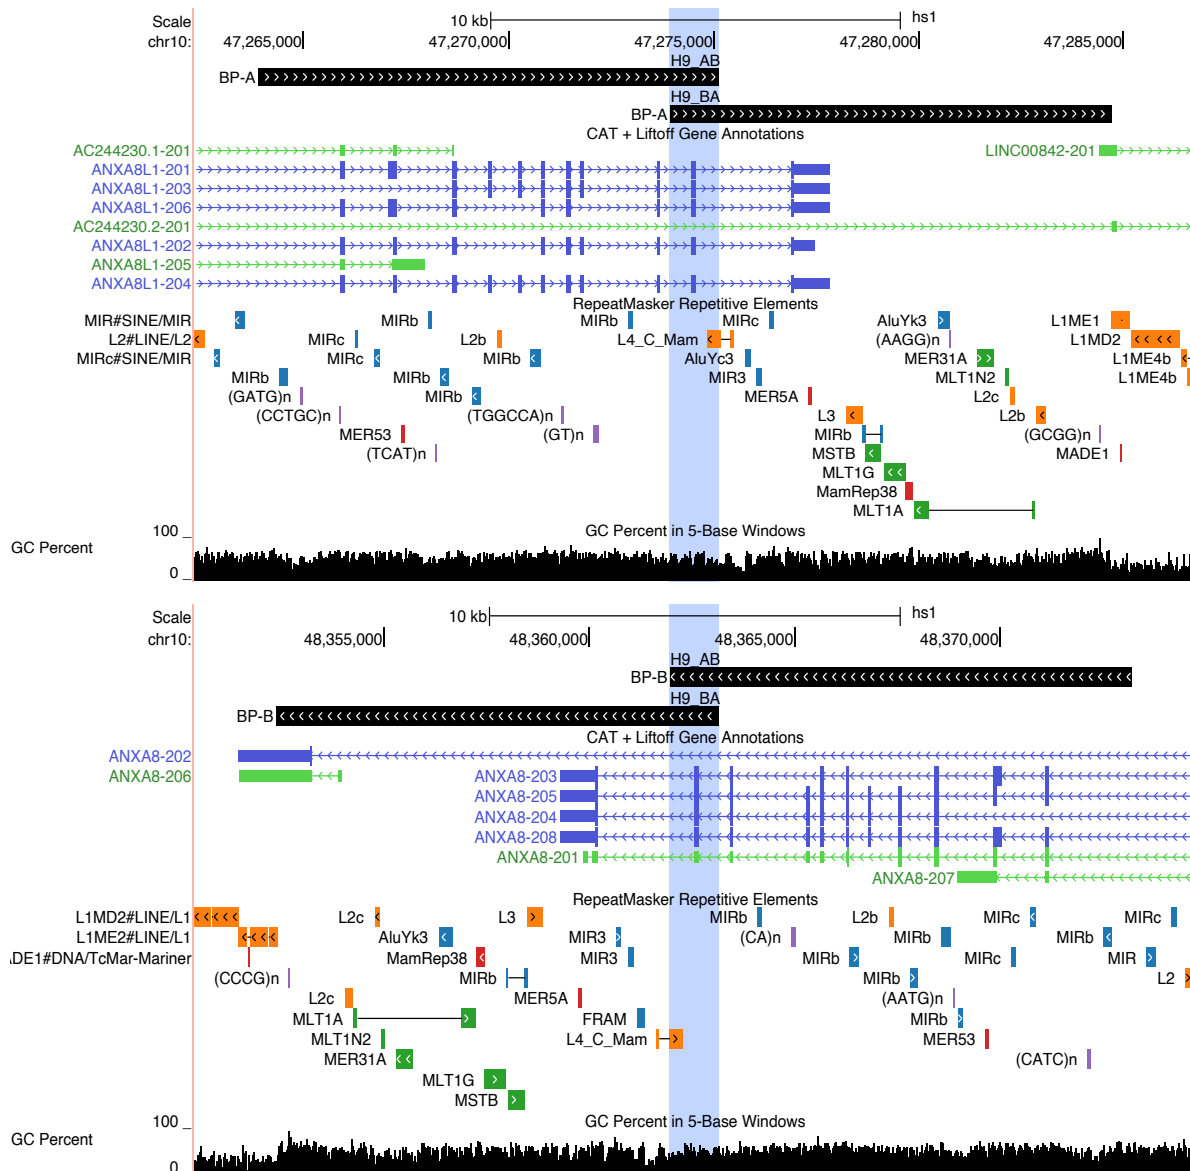 Scale 10 kb hs1
chr10: 47,265,000 47,270,000 47,275,000 47,280,000 47,285,000
H9_AB
BP-A
H9_BA
BP-A
CAT + Liftoff Gene Annotations
AC244230.1-201 LINC00842-201
ANXA8L1-201
ANXA8L1-203
ANXA8L1-206
AC244230.2-201
ANXA8L1-202
ANXA8L1-205
ANXA8L1-204
RepeatMasker Repetitive Elements
MIR#SINE/MIR MIRb MIRb MIRc AluYk3 L1ME1
L2#LINE/L2 MIRc L2b L4_C_Mam (AAGG)n L1MD2
MIRc#SINE/MIR MIRc MIRb AluYc3 MER31A L1ME4b
MIRb MIRb MIR3 MLT1N2 L1ME4b
(GATG)n MIRb MER5A L2c
(CCTGC)n (TGGCCA)n L3 L2b
MER53 (GT)n MIRb (GCGG)n
(TCAT)n MSTB MADE1
MLT1G
MamRep38
MLT1A
GC Percent in 5-Base Windows
100 _
GC Percent
0 _
Scale 10 kb hs1
chr10: 48,355,000 48,360,000 48,365,000 48,370,000
H9_AB
BP-B
H9_BA
BP-B
CAT + Liftoff Gene Annotations
ANXA8-202
ANXA8-206 ANXA8-203
ANXA8-205
ANXA8-204
ANXA8-208
ANXA8-201
ANXA8-207
RepeatMasker Repetitive Elements
L1MD2#LINE/L1 L2c L3 MIRb L2b MIRc MIRc
L1ME2#LINE/L1 AluYk3 MIR3 (CA)n MIRb MIRb
ADE1#DNA/TcMar-Mariner MamRep38 MIR3 MIRb MIRc MIR
(CCCG)n MIRb MIRb L2
L2c MER5A (AATG)n
MLT1A FRAM MIRb
MLT1N2 L4_C_Mam MER53
MER31A (CATC)n
MLT1G
MSTB
GC Percent in 5-Base Windows
100 _
GC Percent
0 _